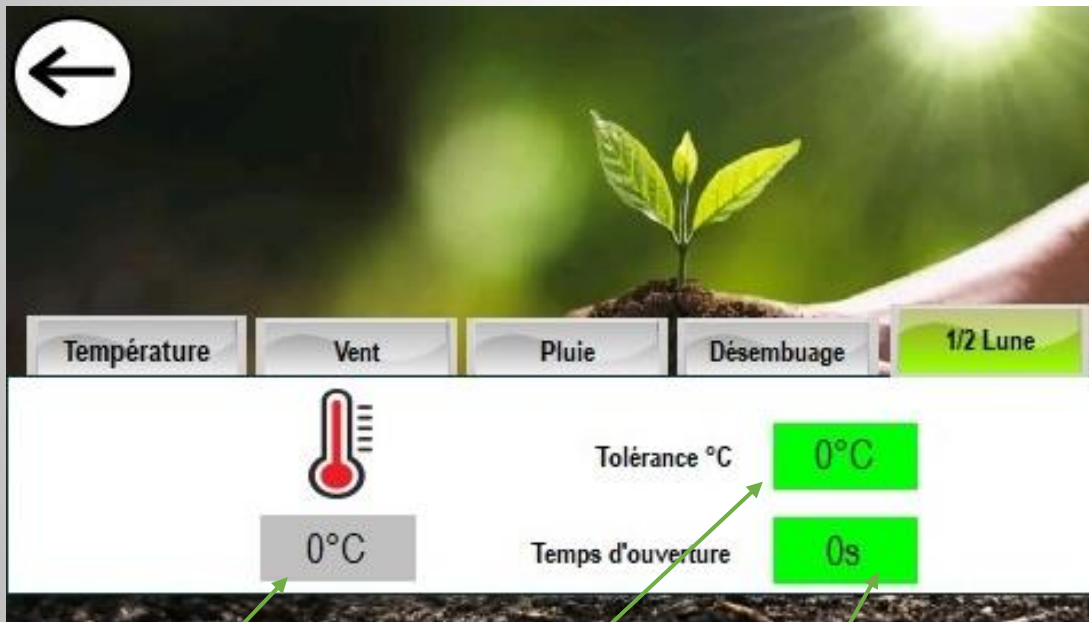 Température
Vent
Pluie
Désembuage
1/2 Lune
Tolérance °C
0°C
0°C
Temps d'ouverture
0s